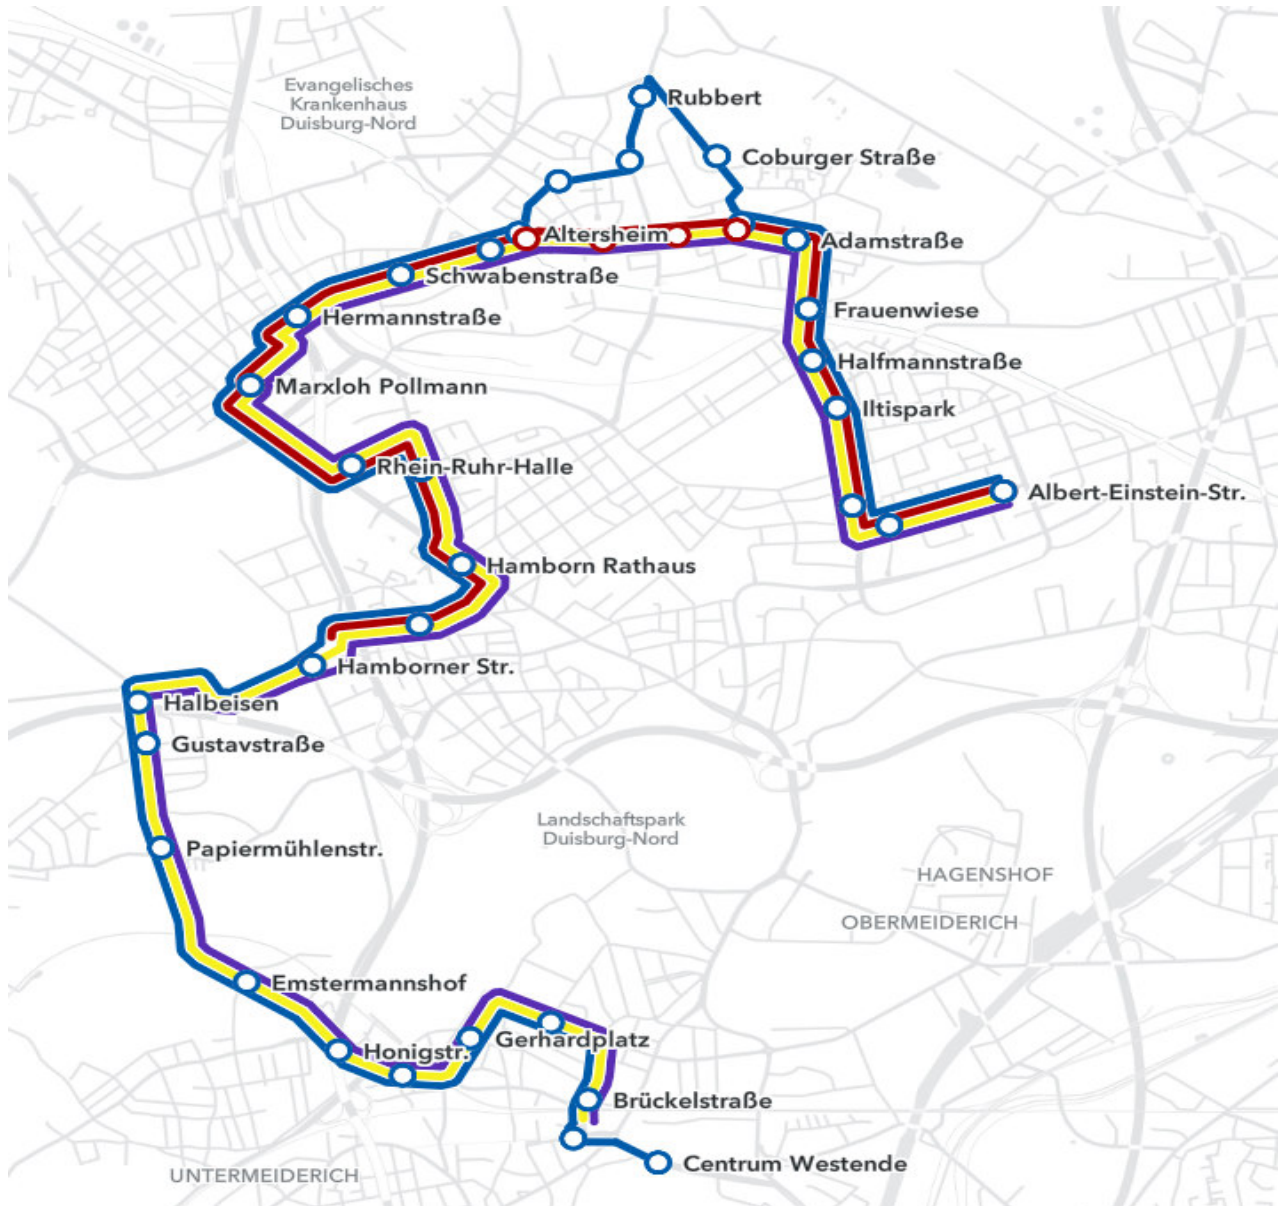 Evangelisches
Krankenhaus
Duisburg-Nord
Rubbert
Coburger Straße
Altersheim
Adamstraße
Schwabenstraße
Frauenwiese
Hermannstraße
Halfmannstraße
Marxloh Pollmann
Iltispark
Rhein-Ruhr-Halle
Albert-Einstein-Str.
Hamborn Rathaus
Hamborner Str.
Halbeisen
Gustavstraße
Landschaftspark
Duisburg-Nord
Papiermühlenstr.
HAGENSHOF
OBERMEIDERICH
Emstermannshof
Gerhardplatz
Honigstr.
Brückelstraße
Centrum Westende
UNTERMEIDERICH